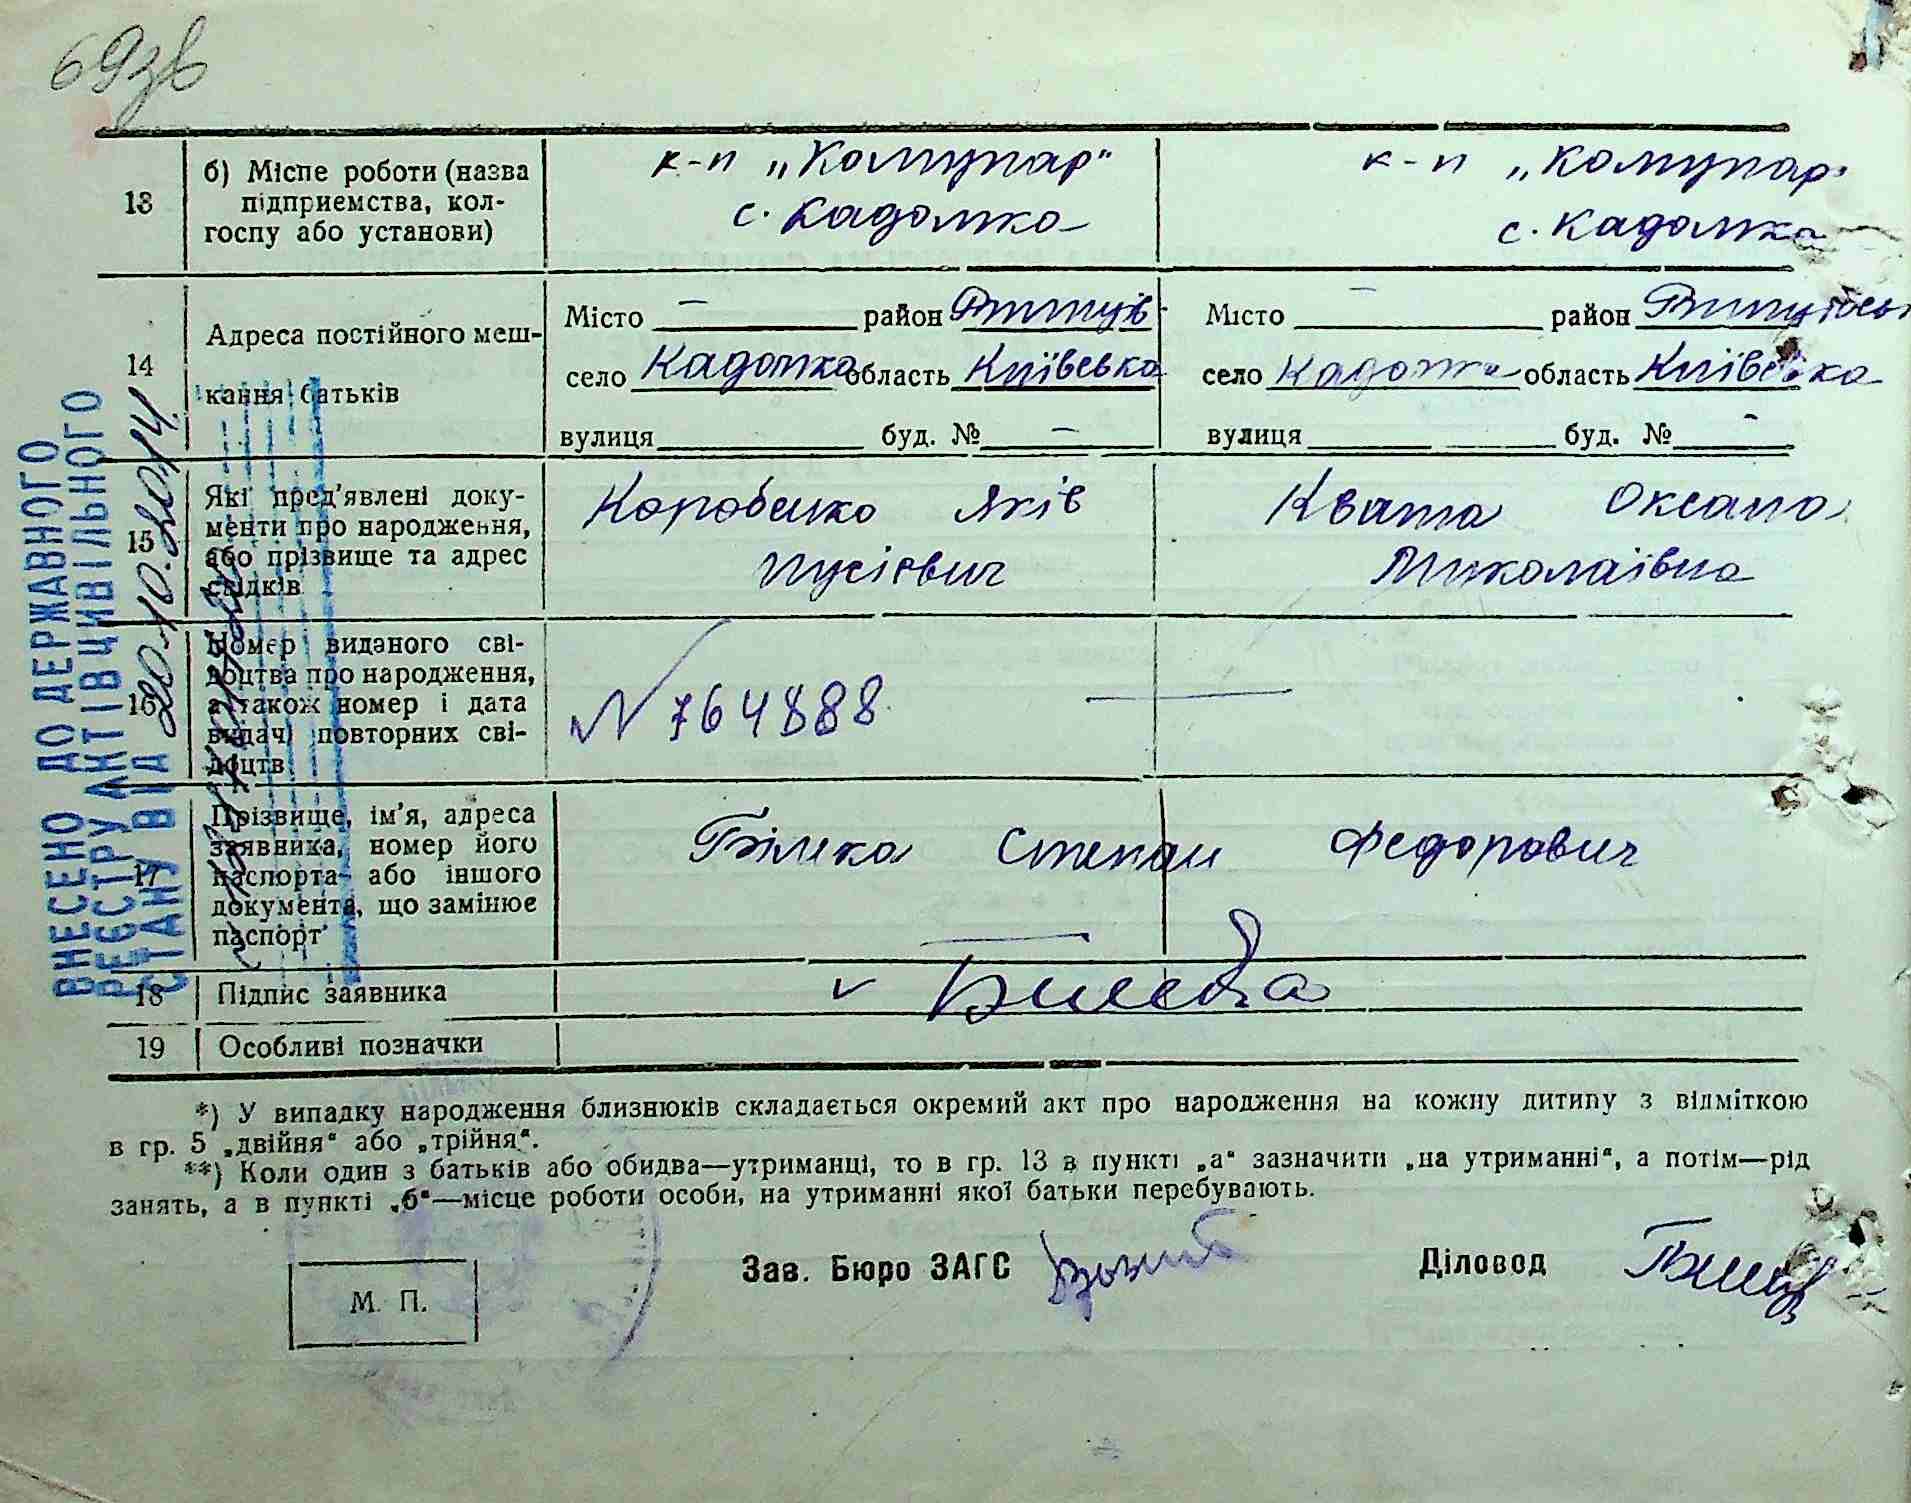 69зв
13
б) Місце роботи (назва
підприємства, кол-
госпу або установи)
к-п „Комунар"
с. Кадомка
к-п „Комунар"
с. Кадомка
14
Адреса постійного меш-
кання батьків
Місто — район
село Кадомка область Київська
вулиця буд. № —
Місто — район
село Кадомка область Київська
вулиця буд. № —
15
Які пред'явлені доку-
менти про народження,
або прізвище та адрес
свідків
Коробенко Яків
Мусієвич
Квата Оксана
Миколаївна
16
Номер виданого сві-
доцтва про народження,
а також номер і дата
видачі повторних сві-
доцтв
N 764888
—
17
Прізвище, ім'я, адреса
заявника, номер його
паспорта або іншого
документа, що замінює
паспорт
Степан Федорович
—
18
Підпис заявника
19
Особливі позначки
ВНЕСЕНО ДО ДЕРЖАВНОГО
РЕЄСТРУ АКТІВ ЦИВІЛЬНОГО
СТАНУ ВІД 20.10.2014
*) У випадку народження близнюків складається окремий акт про народження на кожну дитину з відміткою
в гр. 5 „двійня" або „трійня".
**) Коли один з батьків або обидва—утриманці, то в гр. 13 в пункті „а" зазначити „на утриманні", а потім—рід
занять, а в пункті „б"—місце роботи особи, на утриманні якої батьки перебувають.
М. П.
Зав. Бюро ЗАГС
Діловод